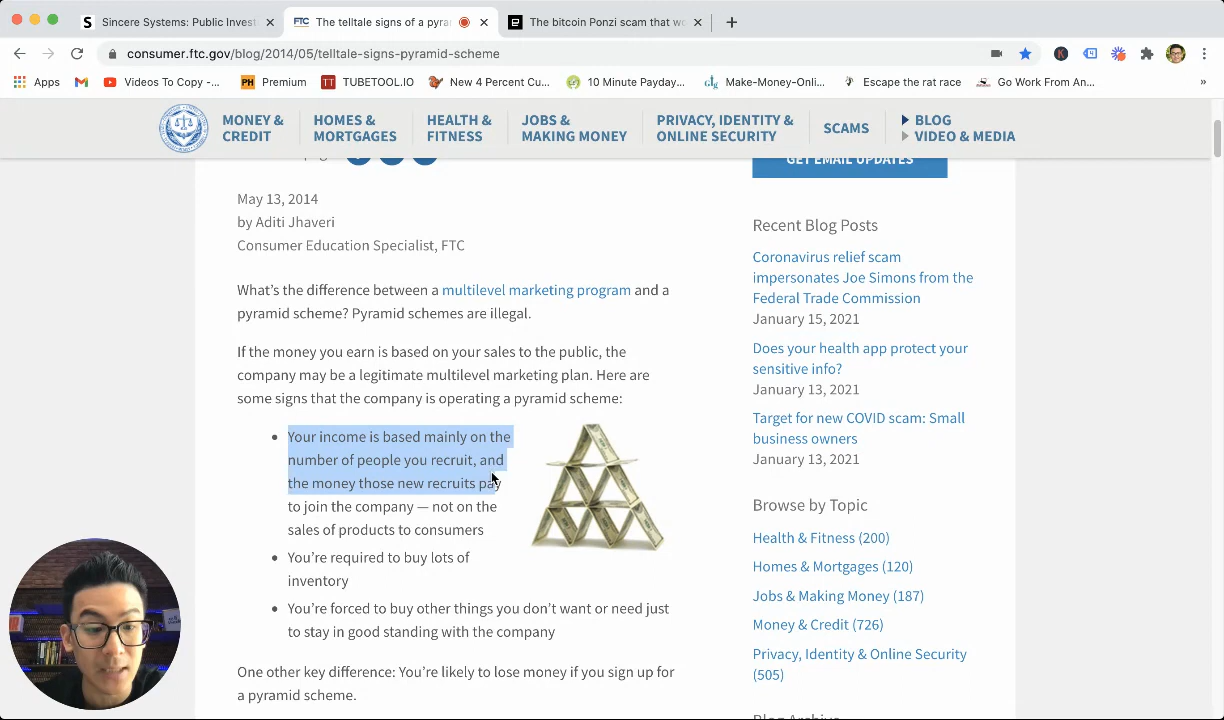 Sincere Systems: Public Invest
FTC The telltale signs of a pyra
The bitcoin Ponzi scam that wo
consumer.ftc.gov/blog/2014/05/telltale-signs-pyramid-scheme
Apps
Videos To Copy -...
PH Premium
TT TUBETOOL.IO
New 4 Percent Cu...
10 Minute Payday...
Make-Money-Onli...
Escape the rat race
Go Work From An...
MONEY & CREDIT
HOMES & MORTGAGES
HEALTH & FITNESS
JOBS & MAKING MONEY
PRIVACY, IDENTITY & ONLINE SECURITY
SCAMS
BLOG
VIDEO & MEDIA
GET EMAIL UPDATES
May 13, 2014
by Aditi Jhaveri
Consumer Education Specialist, FTC
What's the difference between a multilevel marketing program and a
pyramid scheme? Pyramid schemes are illegal.
If the money you earn is based on your sales to the public, the
company may be a legitimate multilevel marketing plan. Here are
some signs that the company is operating a pyramid scheme:
Your income is based mainly on the
number of people you recruit, and
the money those new recruits pay
to join the company — not on the
sales of products to consumers
You're required to buy lots of
inventory
You're forced to buy other things you don't want or need just
to stay in good standing with the company
One other key difference: You're likely to lose money if you sign up for
a pyramid scheme.
Recent Blog Posts
Coronavirus relief scam
impersonates Joe Simons from the
Federal Trade Commission
January 15, 2021
Does your health app protect your
sensitive info?
January 13, 2021
Target for new COVID scam: Small
business owners
January 13, 2021
Browse by Topic
Health & Fitness (200)
Homes & Mortgages (120)
Jobs & Making Money (187)
Money & Credit (726)
Privacy, Identity & Online Security
(505)
Blog Archive